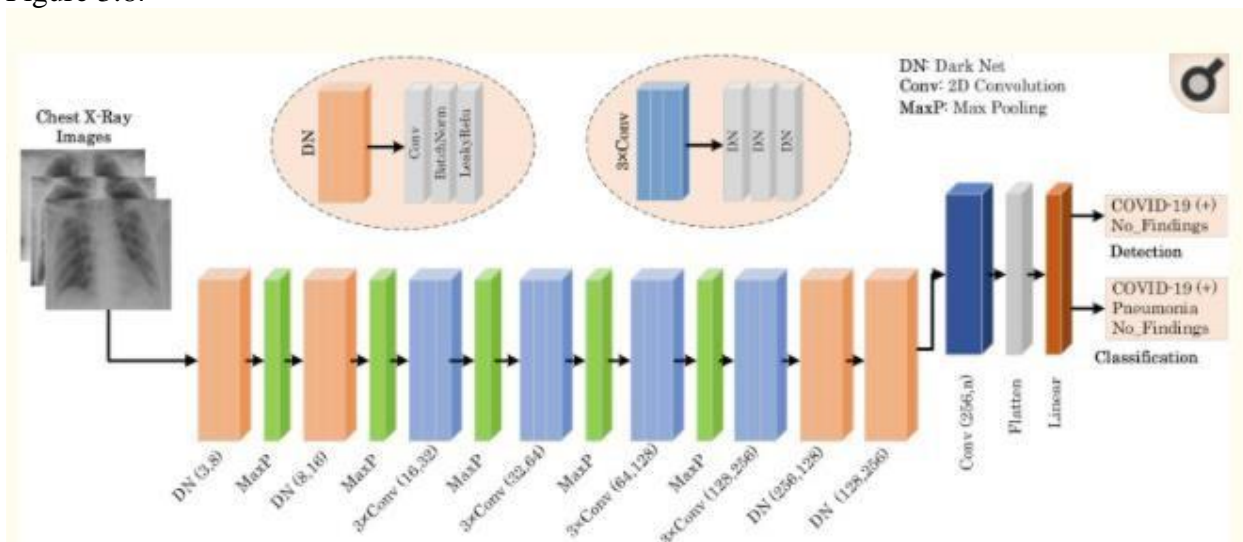 Figure 3.8.
Chest X-Ray
Images
DN
Conv
BatchNorm
LeakyRelu
3×Conv
DN
DN
DN
DN: Dark Net
Conv: 2D Convolution
MaxP: Max Pooling
COVID-19 (+)
No_Findings
Detection
COVID-19 (+)
Pneumonia
No_Findings
Classification
DN (3,8)
MaxP
DN (8,16)
MaxP
3×Conv (16,32)
MaxP
3×Conv (32,64)
MaxP
3×Conv (64,128)
MaxP
3×Conv (128,256)
DN (256,128)
DN (128,256)
Conv (256,n)
Flatten
Linear